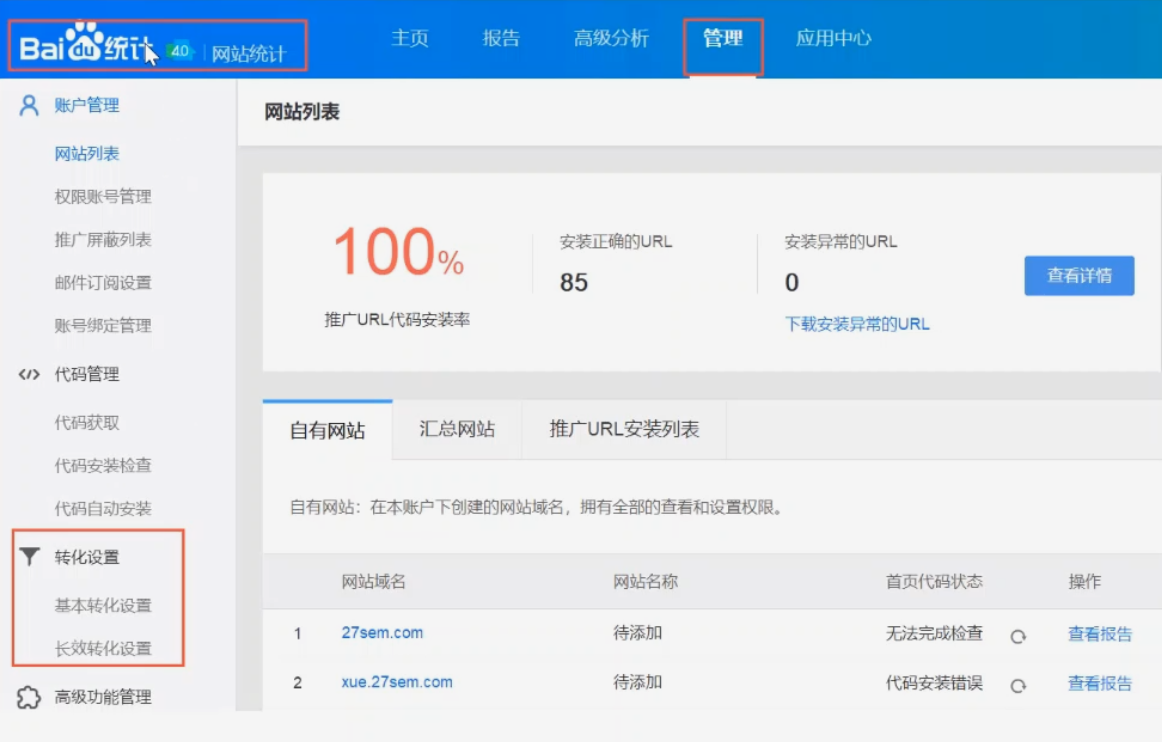 Bai du 统计 4.0 网站统计 主页 报告 高级分析 管理 应用中心
账户管理
网站列表
权限账号管理
推广屏蔽列表
邮件订阅设置
账号绑定管理
代码管理
代码获取
代码安装检查
代码自动安装
转化设置
基本转化设置
长效转化设置
高级功能管理
网站列表
100%
推广URL代码安装率
安装正确的URL
85
安装异常的URL
0
下载安装异常的URL
查看详情
自有网站 汇总网站 推广URL安装列表
自有网站：在本账户下创建的网站域名，拥有全部的查看和设置权限。
网站域名 网站名称 首页代码状态 操作
1 27sem.com 待添加 无法完成检查 查看报告
2 xue.27sem.com 待添加 代码安装错误 查看报告